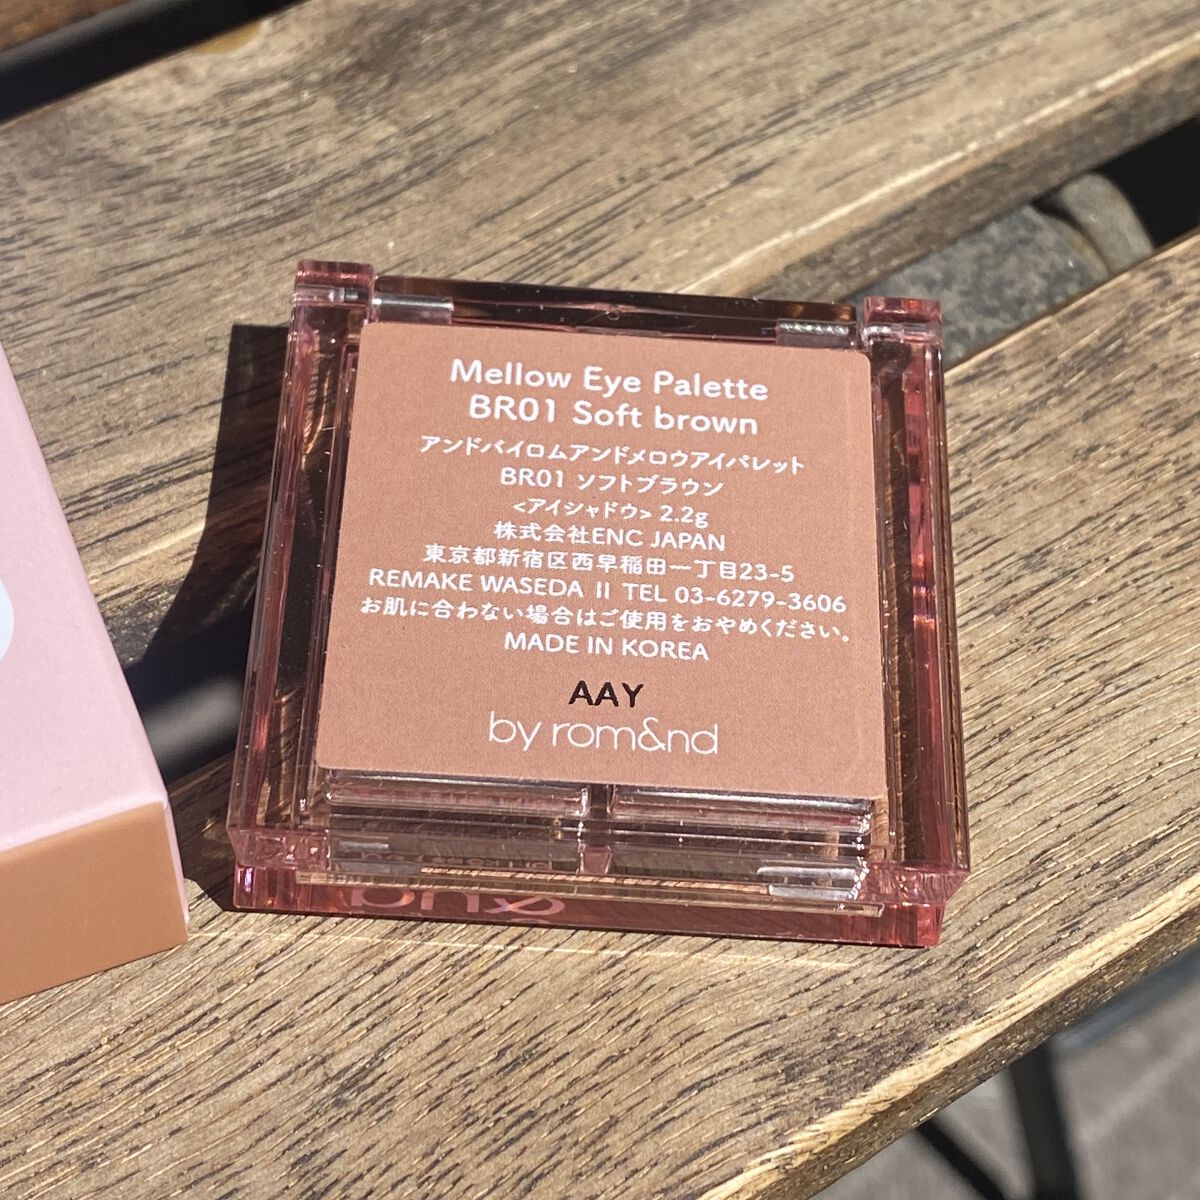 Mellow Eye Palette
BR01 Soft brown
アンドバイロムアンドメロウアイパレット
BR01 ソフトブラウン
<アイシャドウ> 2.2g
株式会社ENC JAPAN
東京都新宿区西早稲田一丁目23-5
REMAKE WASEDA II TEL 03-6279-3606
お肌に合わない場合はご使用をおやめください。
MADE IN KOREA
AAY
by rom&nd